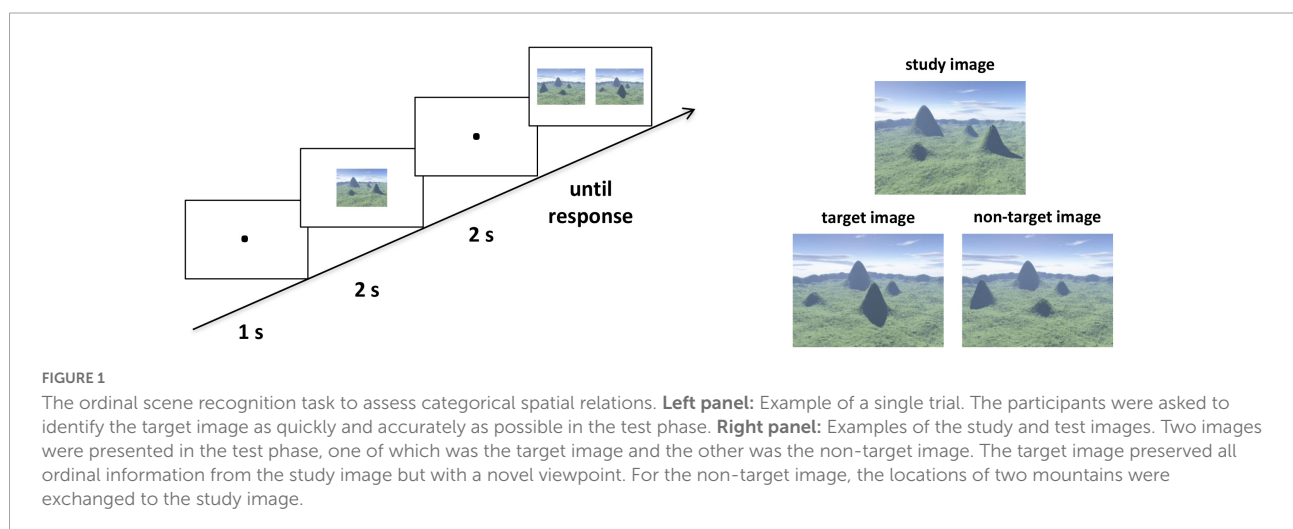 1 s
2 s
2 s
until
response
study image
target image
non-target image
FIGURE 1
The ordinal scene recognition task to assess categorical spatial relations. Left panel: Example of a single trial. The participants were asked to
identify the target image as quickly and accurately as possible in the test phase. Right panel: Examples of the study and test images. Two images
were presented in the test phase, one of which was the target image and the other was the non-target image. The target image preserved all
ordinal information from the study image but with a novel viewpoint. For the non-target image, the locations of two mountains were
exchanged to the study image.